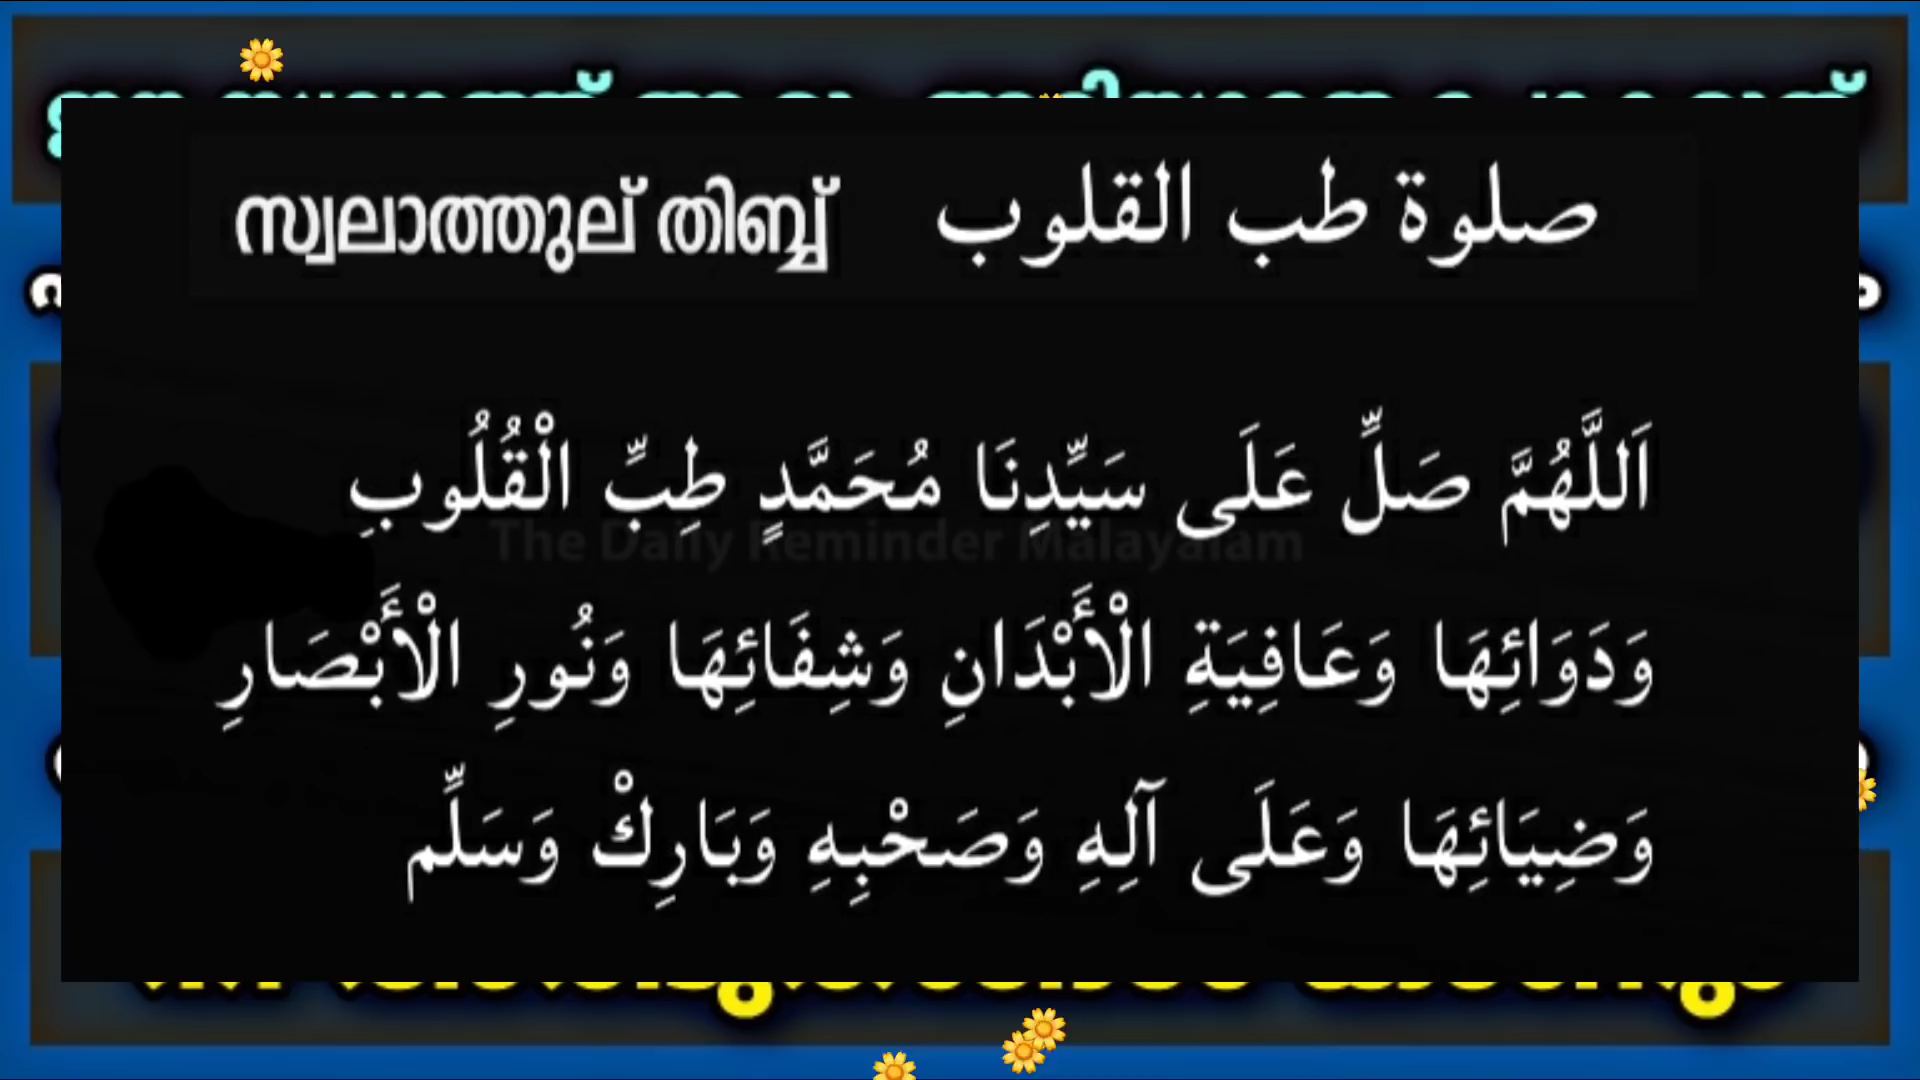 സ്വലാത്തുല് തിബ്ബ് صلوة طب القلوب
اَللَّهُمَّ صَلِّ عَلَى سَيِّدِنَا مُحَمَّدٍ طِبِّ الْقُلُوبِ
The Daily Reminder Malayalam
وَدَوَائِهَا وَعَافِيَةِ الْأَبْدَانِ وَشِفَائِهَا وَنُورِ الْأَبْصَارِ
وَضِيَائِهَا وَعَلَى آلِهِ وَصَحْبِهِ وَبَارِكْ وَسَلِّم